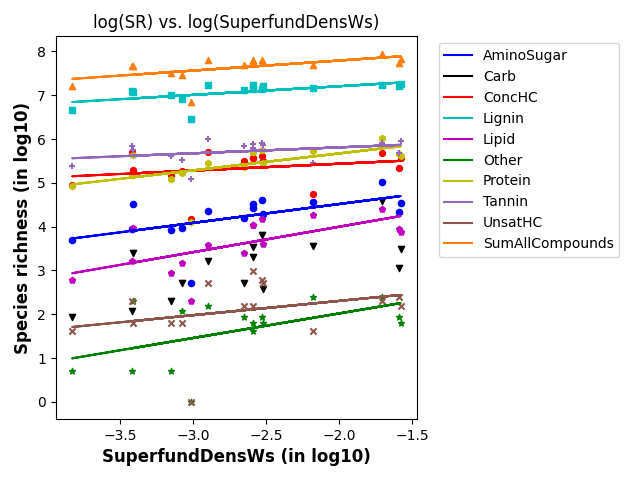 log(SR) vs. log(SuperfundDensWs)
Species richness (in log10)
8
7
6
5
4
3
2
1
0
−3.5
−3.0
−2.5
−2.0
−1.5
SuperfundDensWs (in log10)
AminoSugar
Carb
ConcHC
Lignin
Lipid
Other
Protein
Tannin
UnsatHC
SumAllCompounds